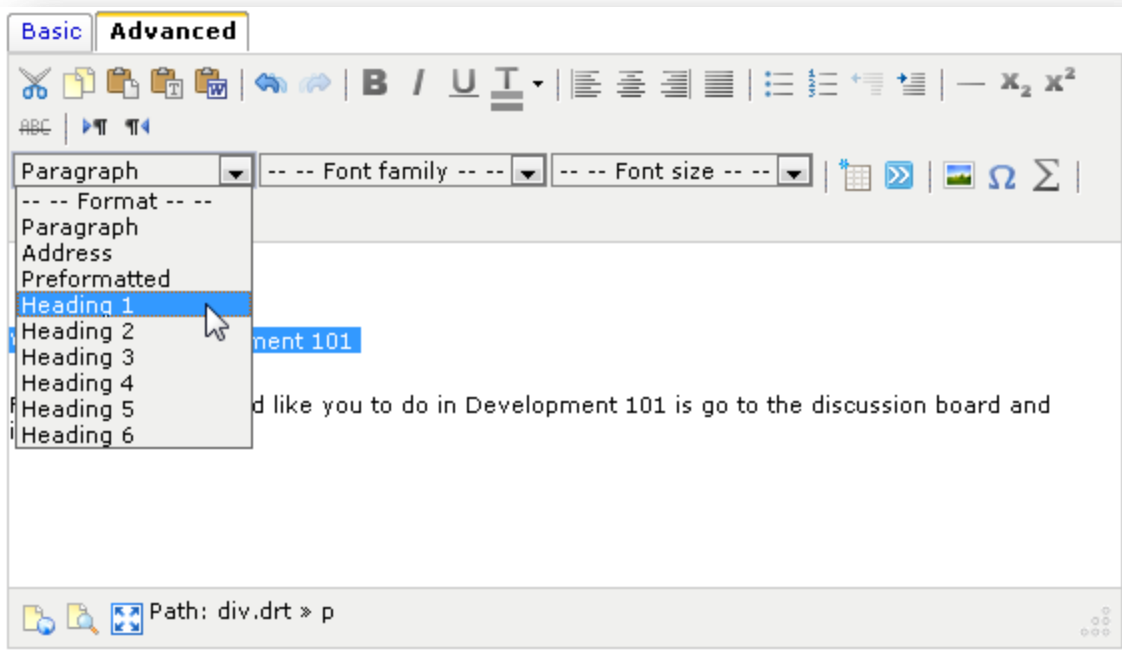 Basic Advanced
B I U T
X₂ X²
ABC
Paragraph -- -- Font family -- -- -- -- Font size -- --
-- -- Format -- --
Paragraph
Address
Preformatted
Heading 1
Heading 2
Heading 3
Heading 4
Heading 5
Heading 6
ment 101
d like you to do in Development 101 is go to the discussion board and
Path: div.drt » p